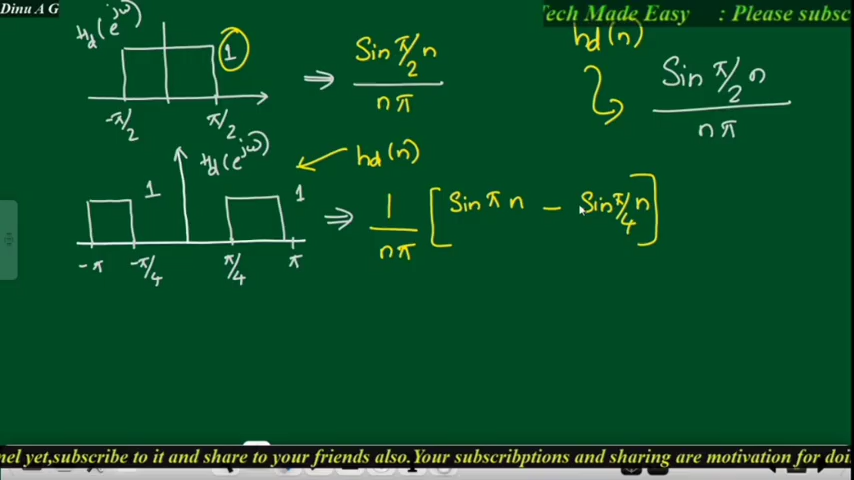 Dinu A G
Tech Made Easy : Please subsc
Hd(e^jω)
1
-π/2 π/2
⇒ Sin π/2 n / nπ
hd(n)
Sin π/2 n / nπ
Hd(e^jω)
hd(n)
1 1
-π -π/4 π/4 π
⇒ 1/nπ [Sin π n - Sin π/4 n]
nel yet,subscribe to it and share to your friends also.Your subscribptions and sharing are motivation for doi